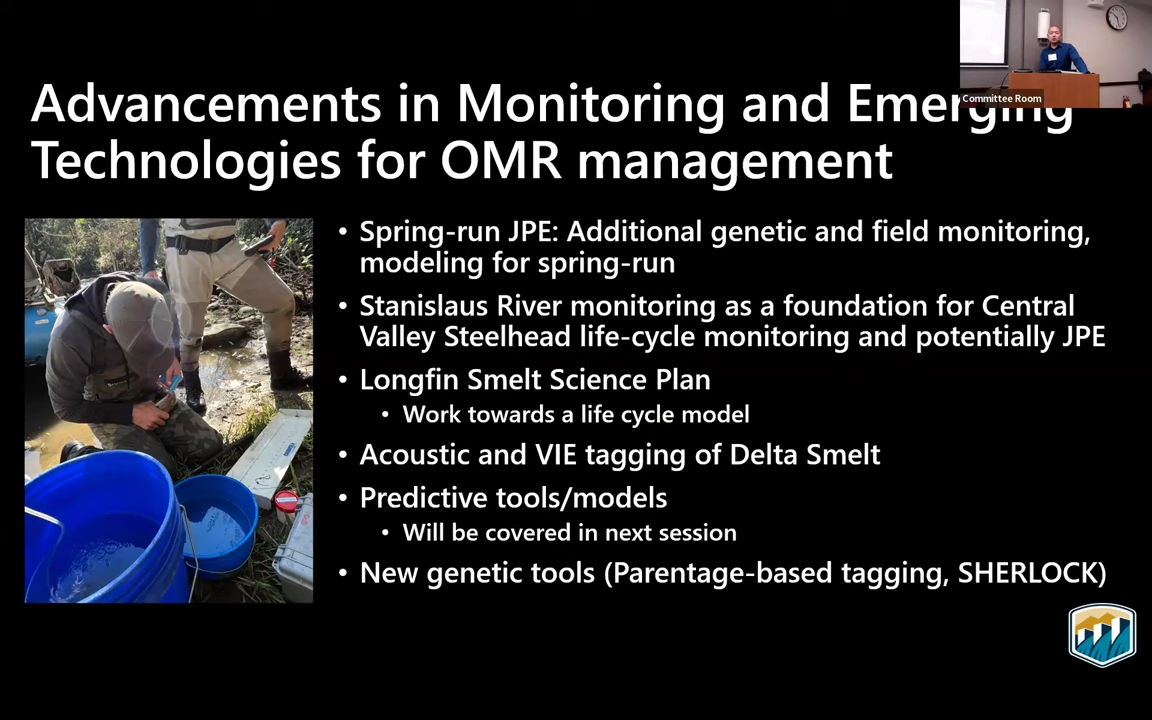 Committee Room
Advancements in Monitoring and Emerging
Technologies for OMR management
• Spring-run JPE: Additional genetic and field monitoring,
modeling for spring-run
• Stanislaus River monitoring as a foundation for Central
Valley Steelhead life-cycle monitoring and potentially JPE
• Longfin Smelt Science Plan
• Work towards a life cycle model
• Acoustic and VIE tagging of Delta Smelt
• Predictive tools/models
• Will be covered in next session
• New genetic tools (Parentage-based tagging, SHERLOCK)